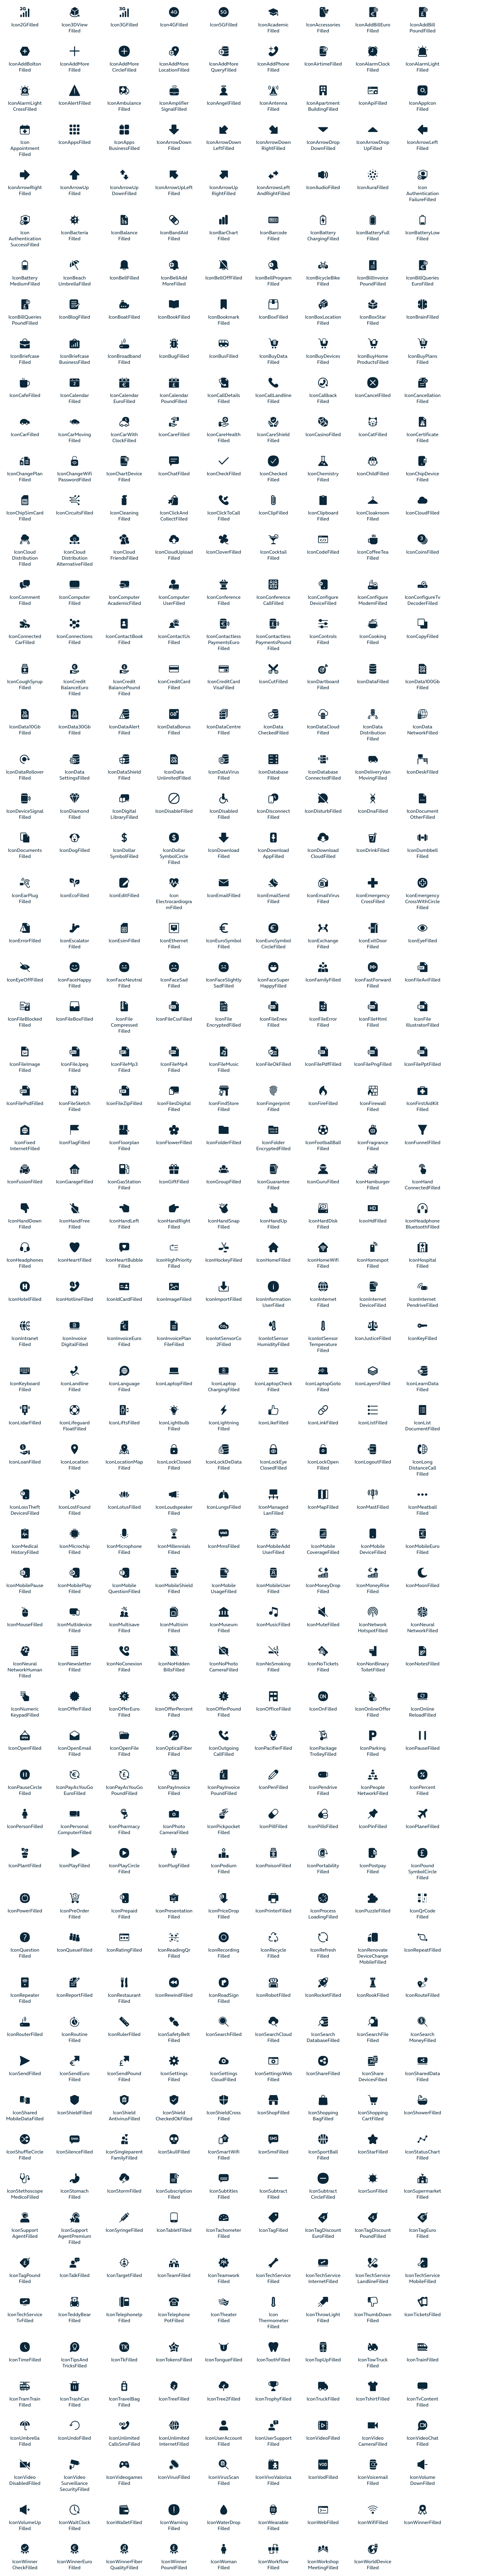 2G 3G 4G 5G
Icon2GFilled Icon3DView Filled Icon3GFilled Icon4GFilled Icon5GFilled IconAcademic Filled IconAccessories Filled IconAddBillEuro Filled IconAddBill PoundFilled
IconAddBolton Filled IconAddMore Filled IconAddMore CircleFilled IconAddMore LocationFilled IconAddMore QueryFilled IconAddPhone Filled IconAirtimeFilled IconAlarmClock Filled IconAlarmLight Filled
IconAlarmLight CrossFilled IconAlertFilled IconAmbulance Filled IconAmplifier SignalFilled IconAngelFilled IconAntenna Filled IconApartment BuildingFilled IconApiFilled IconAppIcon Filled
Icon Appointment Filled IconAppsFilled IconApps BusinessFilled IconArrowDown Filled IconArrowDown LeftFilled IconArrowDown RightFilled IconArrowDrop DownFilled IconArrowDrop UpFilled IconArrowLeft Filled
IconArrowRight Filled IconArrowUp Filled IconArrowUp DownFilled IconArrowUpLeft Filled IconArrowUp RightFilled IconArrowsLeft AndRightFilled IconAudioFilled IconAuraFilled Icon Authentication FailureFilled
Icon Authentication SuccessFilled IconBacteria Filled IconBalance Filled IconBandAid Filled IconBarChart Filled IconBarcode Filled IconBattery ChargingFilled IconBatteryFull Filled IconBatteryLow Filled
IconBattery MediumFilled IconBeach UmbrellaFilled IconBellFilled IconBellAdd MoreFilled IconBellOffFilled IconBellProgram Filled IconBicycleBike Filled IconBillInvoice PoundFilled IconBillQueries EuroFilled
IconBillQueries PoundFilled IconBlogFilled IconBoatFilled IconBookFilled IconBookmark Filled IconBoxFilled IconBoxLocation Filled IconBoxStar Filled IconBrainFilled
IconBriefcase Filled IconBriefcase BusinessFilled IconBroadband Filled IconBugFilled IconBusFilled IconBuyData Filled IconBuyDevices Filled IconBuyHome ProductsFilled IconBuyPlans Filled
IconCafeFilled IconCalendar Filled IconCalendar EuroFilled IconCalendar PoundFilled IconCallDetails Filled IconCallLandline Filled IconCallback Filled IconCancelFilled IconCancellation Filled
IconCarFilled IconCarMoving Filled IconCarWith ClockFilled IconCareFilled IconCareHealth Filled IconCareShield Filled IconCasinoFilled IconCatFilled IconCertificate Filled
IconChangePlan Filled IconChangeWifi PasswordFilled IconChartDevice Filled IconChatFilled IconCheckFilled IconChecked Filled IconChemistry Filled IconChildFilled IconChipDevice Filled
IconChipSimCard Filled IconCircuitsFilled IconCleaning Filled IconClickAnd CollectFilled IconClickToCall Filled IconClipFilled IconClipboard Filled IconCloakroom Filled IconCloudFilled
IconCloud Distribution Filled IconCloud Distribution AlternativeFilled IconCloud FriendsFilled IconCloudUpload Filled IconCloverFilled IconCocktail Filled IconCodeFilled IconCoffeeTea Filled IconCoinsFilled
IconComment Filled IconComputer Filled IconComputer AcademicFilled IconComputer UserFilled IconConference Filled IconConference CallFilled IconConfigure DeviceFilled IconConfigure ModemFilled IconConfigureTv DecoderFilled
IconConnected CarFilled IconConnections Filled IconContactBook Filled IconContactUs Filled IconContactless PaymentsEuro Filled IconContactless PaymentsPound Filled IconControls Filled IconCooking Filled IconCopyFilled
IconCoughSyrup Filled IconCredit BalanceEuro Filled IconCredit BalancePound Filled IconCreditCard Filled IconCreditCard VisaFilled IconCutFilled IconDartboard Filled IconDataFilled IconData100Gb Filled
IconData10Gb Filled IconData30Gb Filled IconDataAlert Filled IconDataBonus Filled IconDataCentre Filled IconData CheckedFilled IconDataCloud Filled IconData Distribution Filled IconData NetworkFilled
IconDataRollover Filled IconData SettingsFilled IconDataShield Filled IconData UnlimitedFilled IconDataVirus Filled IconDatabase Filled IconDatabase ConnectedFilled IconDeliveryVan MovingFilled IconDeskFilled
IconDeviceSignal Filled IconDiamond Filled IconDigital LibraryFilled IconDisableFilled IconDisabled Filled IconDisconnect Filled IconDisturbFilled IconDnaFilled IconDocument OtherFilled
IconDocuments Filled IconDogFilled IconDollar SymbolFilled IconDollar SymbolCircle Filled IconDownload Filled IconDownload AppFilled IconDownload CloudFilled IconDrinkFilled IconDumbbell Filled
IconEarPlug Filled IconEcoFilled IconEditFilled Icon Electrocardiogra mFilled IconEmailFilled IconEmailSend Filled IconEmailVirus Filled IconEmergency CrossFilled IconEmergency CrossWithCircle Filled
IconErrorFilled IconEscalator Filled IconEsimFilled IconEthernet Filled IconEuroSymbol Filled IconEuroSymbol CircleFilled IconExchange Filled IconExitDoor Filled IconEyeFilled
IconEyeOffFilled IconFaceHappy Filled IconFaceNeutral Filled IconFaceSad Filled IconFaceSlightly SadFilled IconFaceSuper HappyFilled IconFamilyFilled IconFastForward Filled IconFileAviFilled
IconFileBlocked Filled IconFileBoxFilled IconFile Compressed Filled IconFileCssFilled IconFile EncryptedFilled IconFileEnex Filled IconFileError Filled IconFileHtml Filled IconFile IllustratorFilled
IconFileImage Filled IconFileJpeg Filled IconFileMp3 Filled IconFileMp4 Filled IconFileMusic Filled IconFileOkFilled IconFilePdfFilled IconFilePngFilled IconFilePptFilled
IconFilePsdFilled IconFileSketch Filled IconFileZipFilled IconFilesDigital Filled IconFindStore Filled IconFingerprint Filled IconFireFilled IconFirewall Filled IconFirstAidKit Filled
IconFixed InternetFilled IconFlagFilled IconFloorplan Filled IconFlowerFilled IconFolderFilled IconFolder EncryptedFilled IconFootballBall Filled IconFragrance Filled IconFunnelFilled
IconFusionFilled IconGarageFilled IconGasStation Filled IconGiftFilled IconGroupFilled IconGuarantee Filled IconGuruFilled IconHamburger Filled IconHand ConnectedFilled
IconHandDown Filled IconHandFree Filled IconHandLeft Filled IconHandRight Filled IconHandSnap Filled IconHandUp Filled IconHardDisk Filled IconHdFilled IconHeadphone BluetoothFilled
IconHeadphones Filled IconHeartFilled IconHeartBubble Filled IconHighPriority Filled IconHockeyFilled IconHomeFilled IconHomeWifi Filled IconHomespot Filled IconHospital Filled
IconHotelFilled IconHotlineFilled IconIdCardFilled IconImageFilled IconImportFilled IconInformation UserFilled IconInternet Filled IconInternet DeviceFilled IconInternet PendriveFilled
IconIntranet Filled IconInvoice DigitalFilled IconInvoiceEuro Filled IconInvoicePlan FileFilled IconIotSensorCo 2Filled IconIotSensor HumidityFilled IconIotSensor Temperature Filled IconJusticeFilled IconKeyFilled
IconKeyboard Filled IconLandline Filled IconLanguage Filled IconLaptopFilled IconLaptop ChargingFilled IconLaptopCheck Filled IconLaptopGoto Filled IconLayersFilled IconLearnData Filled
IconLidarFilled IconLifeguard FloatFilled IconLiftsFilled IconLightbulb Filled IconLightning Filled IconLikeFilled IconLinkFilled IconListFilled IconList DocumentFilled
IconLoanFilled IconLocation Filled IconLocationMap Filled IconLockClosed Filled IconLockDeData Filled IconLockEye ClosedFilled IconLockOpen Filled IconLogoutFilled IconLong DistanceCall Filled
IconLossTheft DevicesFilled IconLostFound Filled IconLotusFilled IconLoudspeaker Filled IconLungsFilled IconManaged LanFilled IconMapFilled IconMastFilled IconMeatball Filled
IconMedical HistoryFilled IconMicrochip Filled IconMicrophone Filled IconMillennials Filled IconMmsFilled IconMobileAdd UserFilled IconMobile CoverageFilled IconMobile DeviceFilled IconMobileEuro Filled
IconMobilePause Filled IconMobilePlay Filled IconMobile QuestionFilled IconMobileShield Filled IconMobile UsageFilled IconMobileUser Filled IconMoneyDrop Filled IconMoneyRise Filled IconMoonFilled
IconMouseFilled IconMultidevice Filled IconMultisave Filled IconMultisim Filled IconMuseum Filled IconMusicFilled IconMuteFilled IconNetwork HotspotFilled IconNeural NetworkFilled
IconNeural NetworkHuman Filled IconNewsletter Filled IconNoConexion Filled IconNoHidden BillsFilled IconNoPhoto CameraFilled IconNoSmoking Filled IconNoTickets Filled IconNonBinary ToiletFilled IconNotesFilled
IconNumeric KeypadFilled IconOfferFilled IconOfferEuro Filled IconOfferPercent Filled IconOfferPound Filled IconOfficeFilled IconOnFilled IconOnlineOffer Filled IconOnline ReloadFilled
IconOpenFilled IconOpenEmail Filled IconOpenFile Filled IconOpticalFiber Filled IconOutgoing CallFilled IconPacifierFilled IconPackage TrolleyFilled IconParking Filled IconPauseFilled
IconPauseCircle Filled IconPayAsYouGo EuroFilled IconPayAsYouGo PoundFilled IconPayInvoice Filled IconPayInvoice PoundFilled IconPenFilled IconPendrive Filled IconPeople NetworkFilled IconPercent Filled
IconPersonFilled IconPersonal ComputerFilled IconPharmacy Filled IconPhoto CameraFilled IconPickpocket Filled IconPillFilled IconPillsFilled IconPinFilled IconPlaneFilled
IconPlantFilled IconPlayFilled IconPlayCircle Filled IconPlugFilled IconPodium Filled IconPoisonFilled IconPortability Filled IconPostpay Filled IconPound SymbolCircle Filled
IconPowerFilled IconPreOrder Filled IconPrepaid Filled IconPresentation Filled IconPriceDrop Filled IconPrinterFilled IconProcess LoadingFilled IconPuzzleFilled IconQrCode Filled
IconQuestion Filled IconQueueFilled IconRatingFilled IconReadingQr Filled IconRecording Filled IconRecycle Filled IconRefresh Filled IconRenovate DeviceChange MobileFilled IconRepeatFilled
IconRepeater Filled IconReportFilled IconRestaurant Filled IconRewindFilled IconRoadSign Filled IconRobotFilled IconRocketFilled IconRookFilled IconRouteFilled
IconRouterFilled IconRoutine Filled IconRulerFilled IconSafetyBelt Filled IconSearchFilled IconSearchCloud Filled IconSearch DatabaseFilled IconSearchFile Filled IconSearch MoneyFilled
IconSendFilled IconSendEuro Filled IconSendPound Filled IconSettings Filled IconSettings CloudFilled IconSettingsWeb Filled IconShareFilled IconShare DevicesFilled IconSharedData Filled
IconShared MobileDataFilled IconShieldFilled IconShield AntivirusFilled IconShield CheckedOkFilled IconShieldCross Filled IconShopFilled IconShopping BagFilled IconShopping CartFilled IconShowerFilled
IconShuffleCircle Filled IconSilenceFilled IconSingleparent FamilyFilled IconSkullFilled IconSmartWifi Filled IconSmsFilled IconSportBall Filled IconStarFilled IconStatusChart Filled
IconStethoscope MedicoFilled IconStomach Filled IconStormFilled IconSubscription Filled IconSubtitles Filled IconSubtract Filled IconSubtract CircleFilled IconSunFilled IconSupermarket Filled
IconSupport AgentFilled IconSupport AgentPremium Filled IconSyringeFilled IconTabletFilled IconTachometer Filled IconTagFilled IconTagDiscount EuroFilled IconTagDiscount PoundFilled IconTagEuro Filled
IconTagPound Filled IconTalkFilled IconTargetFilled IconTeamFilled IconTeamwork Filled IconTechService Filled IconTechService InternetFilled IconTechService LandlineFilled IconTechService MobileFilled
IconTechService TvFilled IconTeddyBear Filled IconTelephoneIp Filled IconTelephone PotFilled IconTheater Filled Icon Thermometer Filled IconThrowLight Filled IconThumbDown Filled IconTicketsFilled
IconTimeFilled IconTipsAnd TricksFilled IconTkFilled IconTokensFilled IconTongueFilled IconToothFilled IconTopUpFilled IconTowTruck Filled IconTrainFilled
IconTramTrain Filled IconTrashCan Filled IconTravelBag Filled IconTreeFilled IconTree2Filled IconTrophyFilled IconTruckFilled IconTshirtFilled IconTvContent Filled
IconUmbrella Filled IconUndoFilled IconUnlimited CallsSmsFilled IconUnlimited InternetFilled IconUserAccount Filled IconUserSupport Filled IconVideoFilled IconVideo CameraFilled IconVideoChat Filled
IconVideo DisabledFilled IconVideo Surveillance SecurityFilled IconVideogames Filled IconVirusFilled IconVirusScan Filled IconVivoValoriza Filled IconVodFilled IconVoicemail Filled IconVolume DownFilled
IconVolumeUp Filled IconWaitClock Filled IconWalletFilled IconWarning Filled IconWaterDrop Filled IconWearable Filled IconWebFilled IconWifiFilled IconWinnerFilled
IconWinner CheckFilled IconWinnerEuro Filled IconWinnerFiber QualityFilled IconWinner PoundFilled IconWoman Filled IconWorkflow Filled IconWorkshop MeetingFilled IconWorldDevice Filled